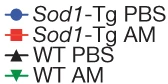 Sod1-Tg PBS
Sod1-Tg AM
WT PBS
WT AM